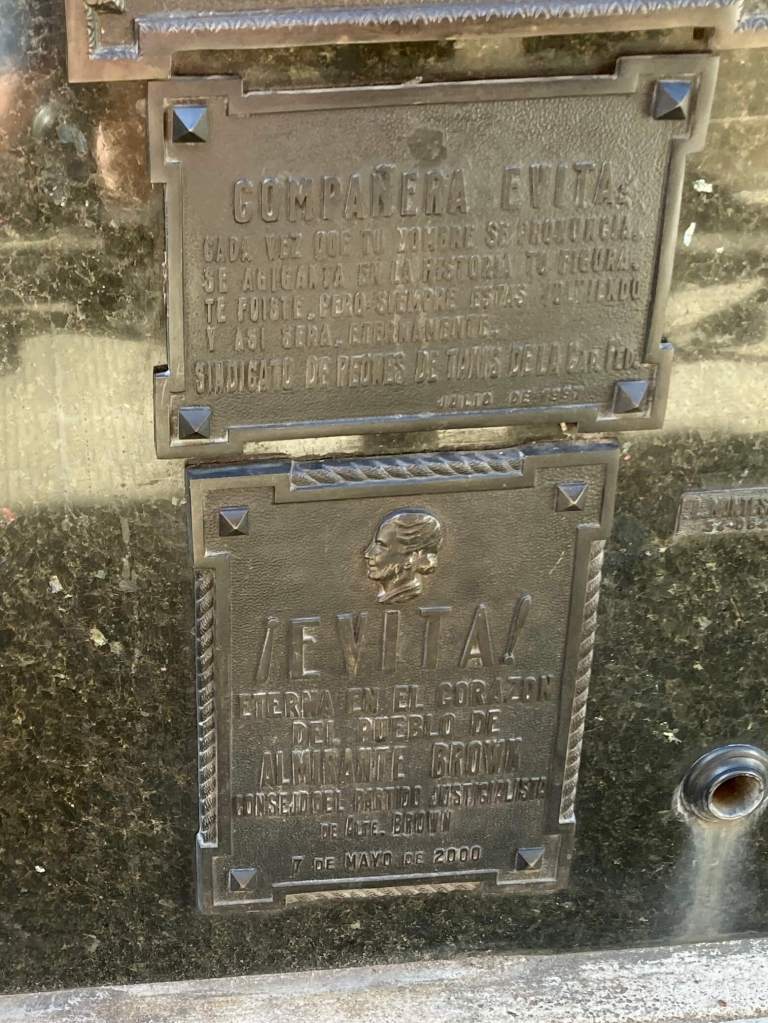 COMPAÑERA EVITA:
CADA VEZ QUE TU NOMBRE SE PRONUNCIA.
SE AGIGANTA EN LA HISTORIA TU FIGURA.
TE FUISTE, PERO SIEMPRE ESTAS VOLVIENDO
Y ASI SERA, ETERNAMENTE.
SINDICATO DE PEONES DE TAXIS DE LA CAP. FED.
JULIO DE 1997
¡EVITA!
ETERNA EN EL CORAZON
DEL PUEBLO DE
ALMIRANTE BROWN
CONSEJO DEL PARTIDO JUSTICIALISTA
DE ALTE. BROWN
7 DE MAYO DE 2000